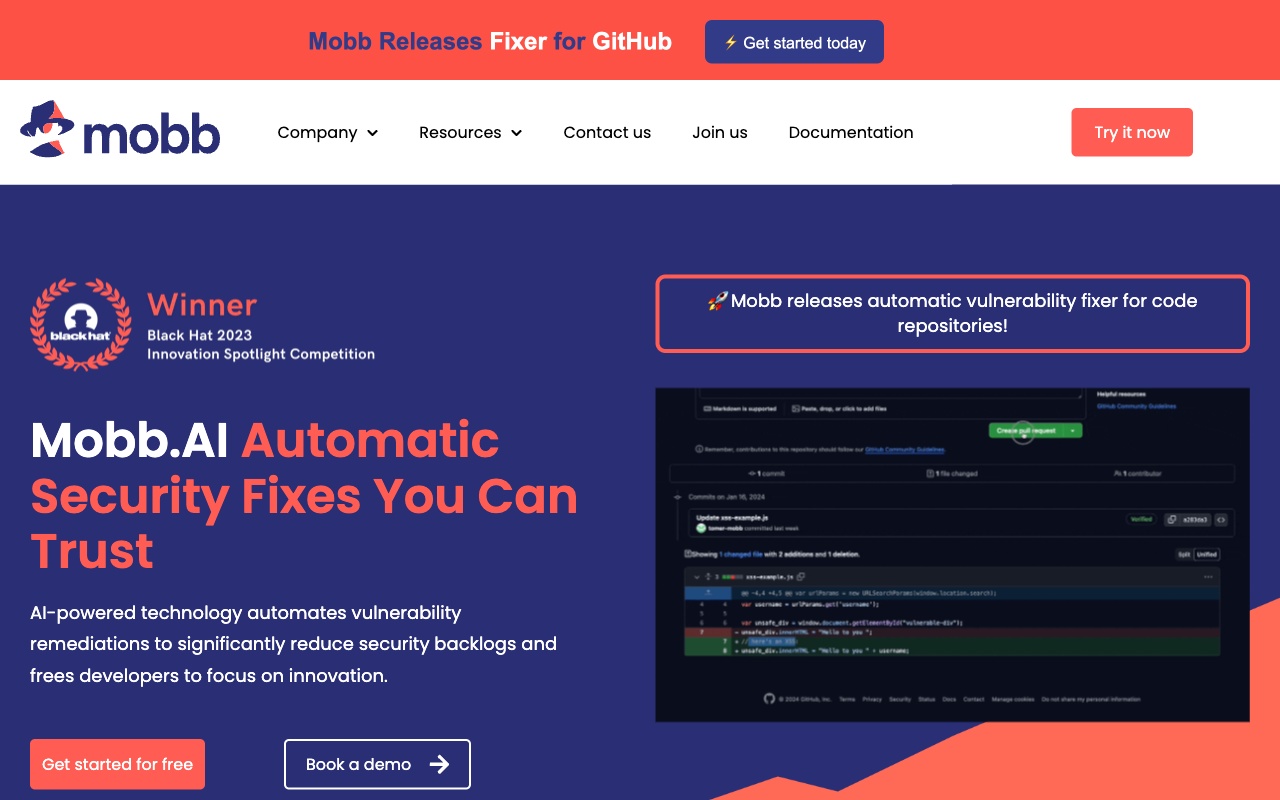 Mobb Releases Fixer for GitHub
⚡ Get started today
mobb
Company
Resources
Contact us
Join us
Documentation
Try it now
black hat
Winner
Black Hat 2023
Innovation Spotlight Competition
🚀Mobb releases automatic vulnerability fixer for code
repositories!
Mobb.AI Automatic
Security Fixes You Can
Trust
AI-powered technology automates vulnerability
remediations to significantly reduce security backlogs and
frees developers to focus on innovation.
Get started for free
Book a demo
Helpful resources
GitHub Community Guidelines
Markdown is supported
Paste, drop, or click to add files
Create pull request
Remember, contributions to this repository should follow our GitHub Community Guidelines.
1 commit
1 file changed
1 contributor
Commits on Jan 16, 2024
Update xss-example.js
tomer-mobb committed last week
Verified
Showing 1 changed file with 2 additions and 1 deletion.
Split Unified
3 xss-example.js
@@ -4,4 +4,5 @@ var urlParams = new URLSearchParams(window.location.search);
4 4 var username = urlParams.get('username');
5 5
6 6 var unsafe_div = window.document.getElementById("vulnerable-div");
7 - unsafe_div.innerHTML = "Hello to you ";
7 + // here's an XSS:
8 + unsafe_div.innerHTML = "Hello to you " + username;
© 2024 GitHub, Inc. Terms Privacy Security Status Docs Contact Manage cookies Do not share my personal information